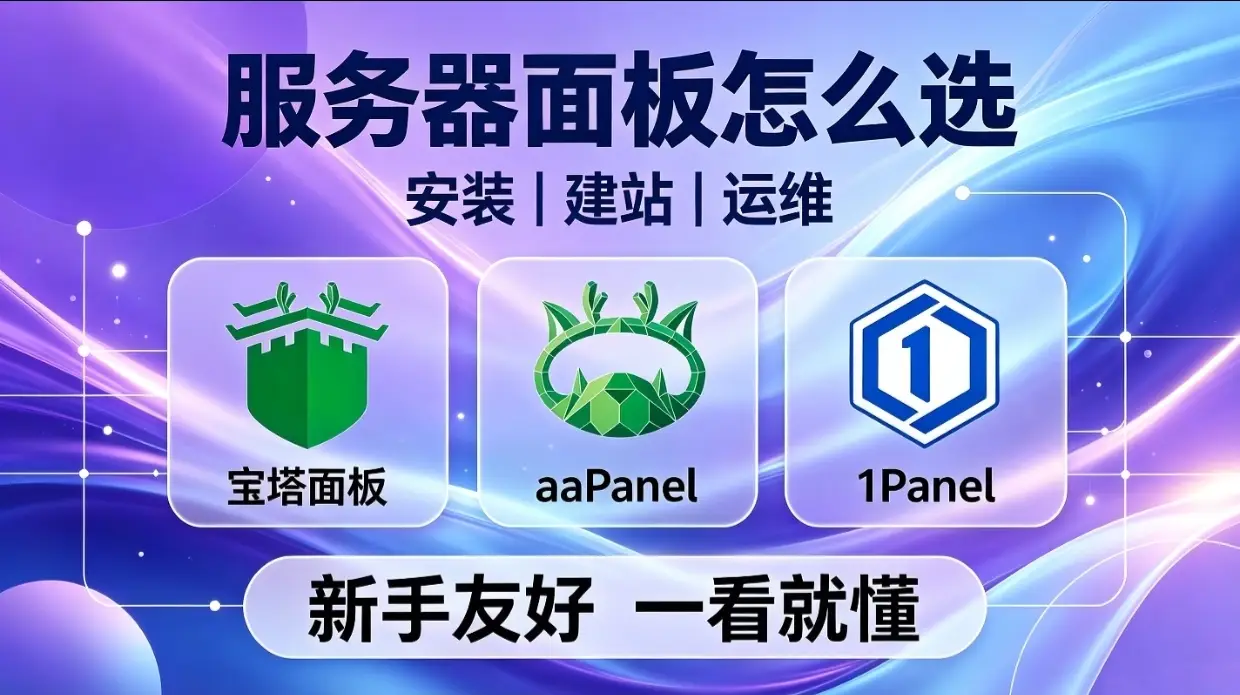 服务器面板怎么选
安装 | 建站 | 运维
宝塔面板
aaPanel
1
1Panel
新手友好 一看就懂